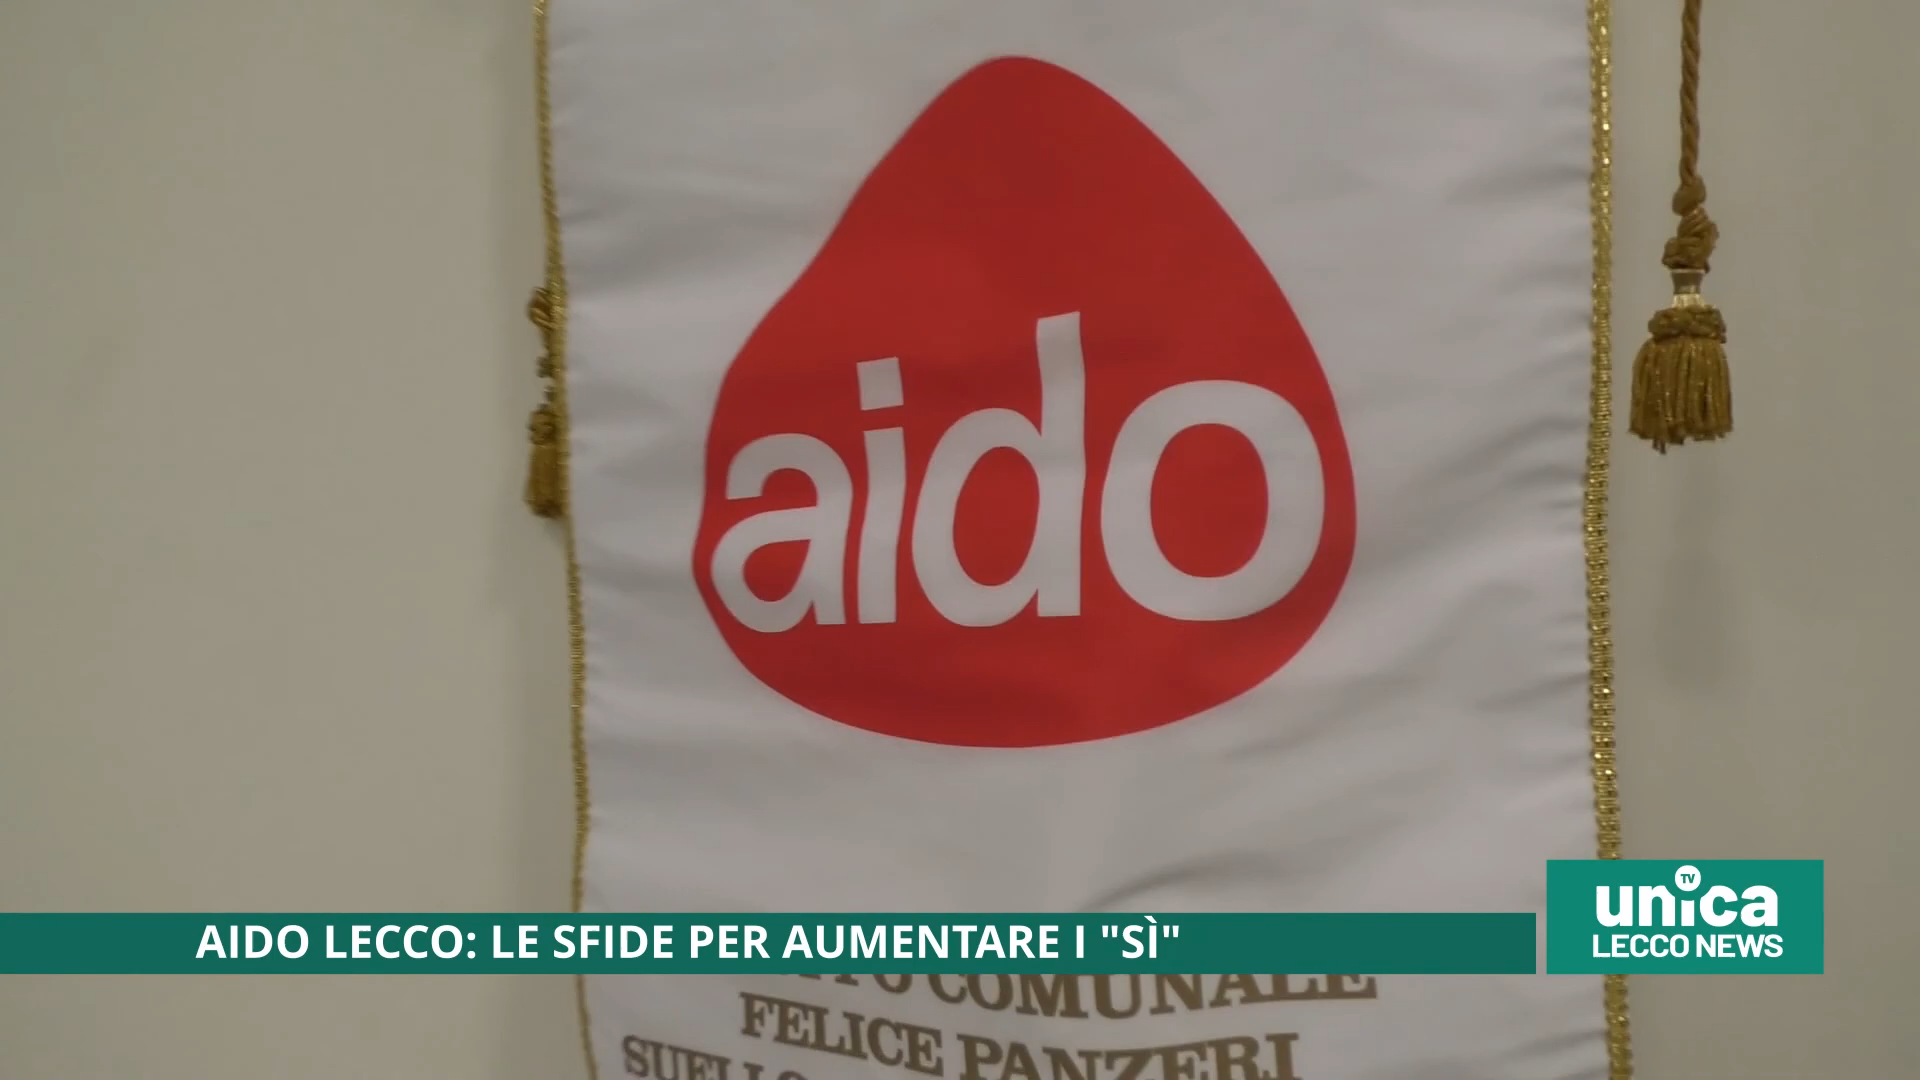 aido
AIDO LECCO: LE SFIDE PER AUMENTARE I "SÌ"
TV
unica
LECCO NEWS
COMUNALE
FELICE PANZERI